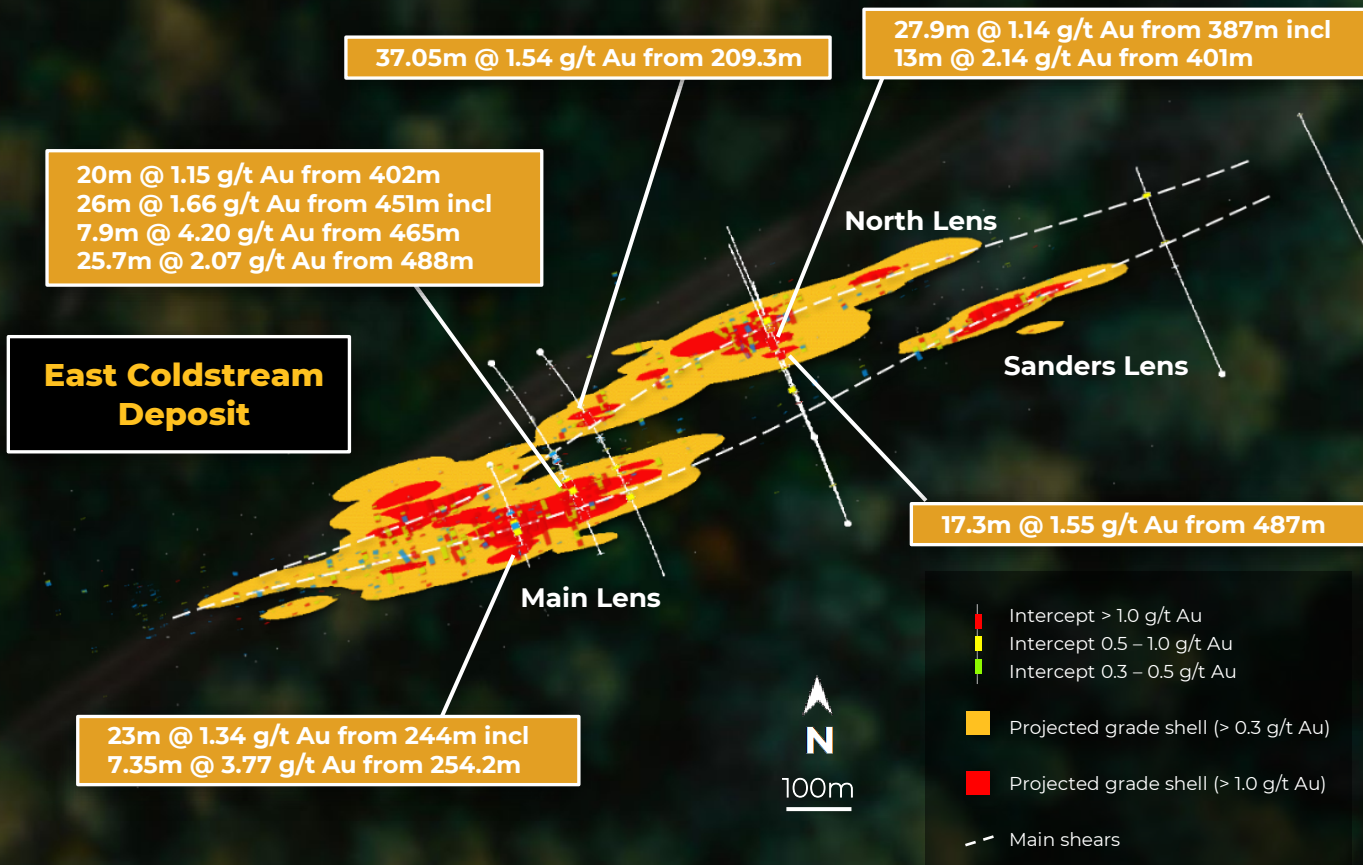 27.9m @ 1.14 g/t Au from 387m incl
13m @ 2.14 g/t Au from 401m
37.05m @ 1.54 g/t Au from 209.3m
20m @ 1.15 g/t Au from 402m
26m @ 1.66 g/t Au from 451m incl
7.9m @ 4.20 g/t Au from 465m
25.7m @ 2.07 g/t Au from 488m
North Lens
Sanders Lens
East Coldstream
Deposit
17.3m @ 1.55 g/t Au from 487m
Main Lens
23m @ 1.34 g/t Au from 244m incl
7.35m @ 3.77 g/t Au from 254.2m
N
100m
Intercept > 1.0 g/t Au
Intercept 0.5 – 1.0 g/t Au
Intercept 0.3 – 0.5 g/t Au
Projected grade shell (> 0.3 g/t Au)
Projected grade shell (> 1.0 g/t Au)
Main shears